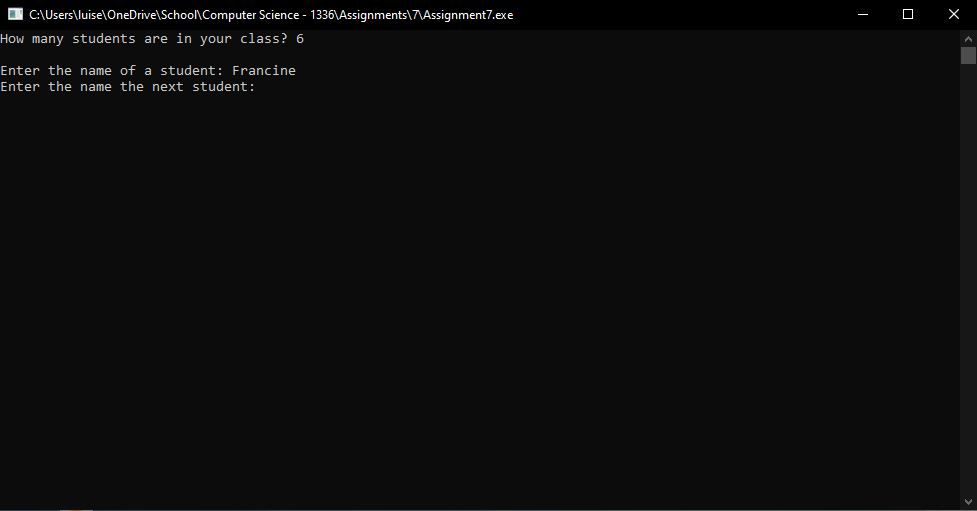 C:\Users\luise\OneDrive\School\Computer Science - 1336\Assignments\7\Assignment7.exe
How many students are in your class? 6
Enter the name of a student: Francine
Enter the name the next student: